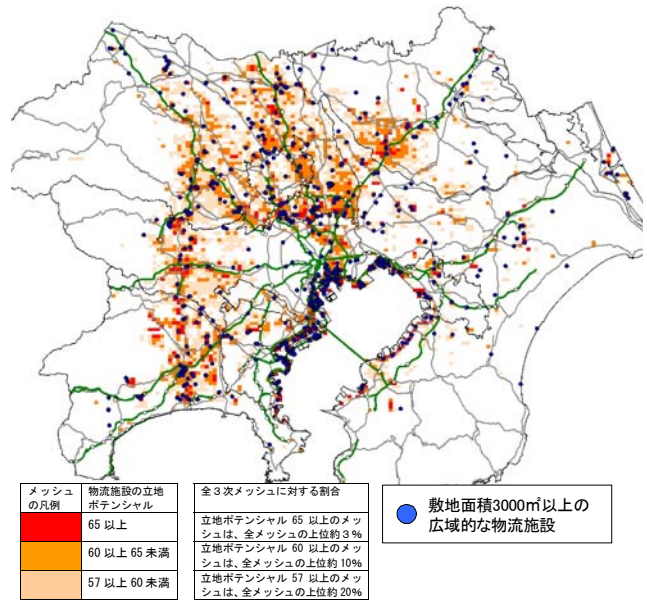 メッシュ
の凡例
物流施設の立地
ポテンシャル
全3次メッシュに対する割合
65 以上
立地ポテンシャル 65 以上のメッ
シュは、全メッシュの上位約3%
60 以上 65 未満
立地ポテンシャル 60 以上のメッ
シュは、全メッシュの上位約 10%
57 以上 60 未満
立地ポテンシャル 57 以上のメッ
シュは、全メッシュの上位約 20%
敷地面積3000㎡以上の
広域的な物流施設